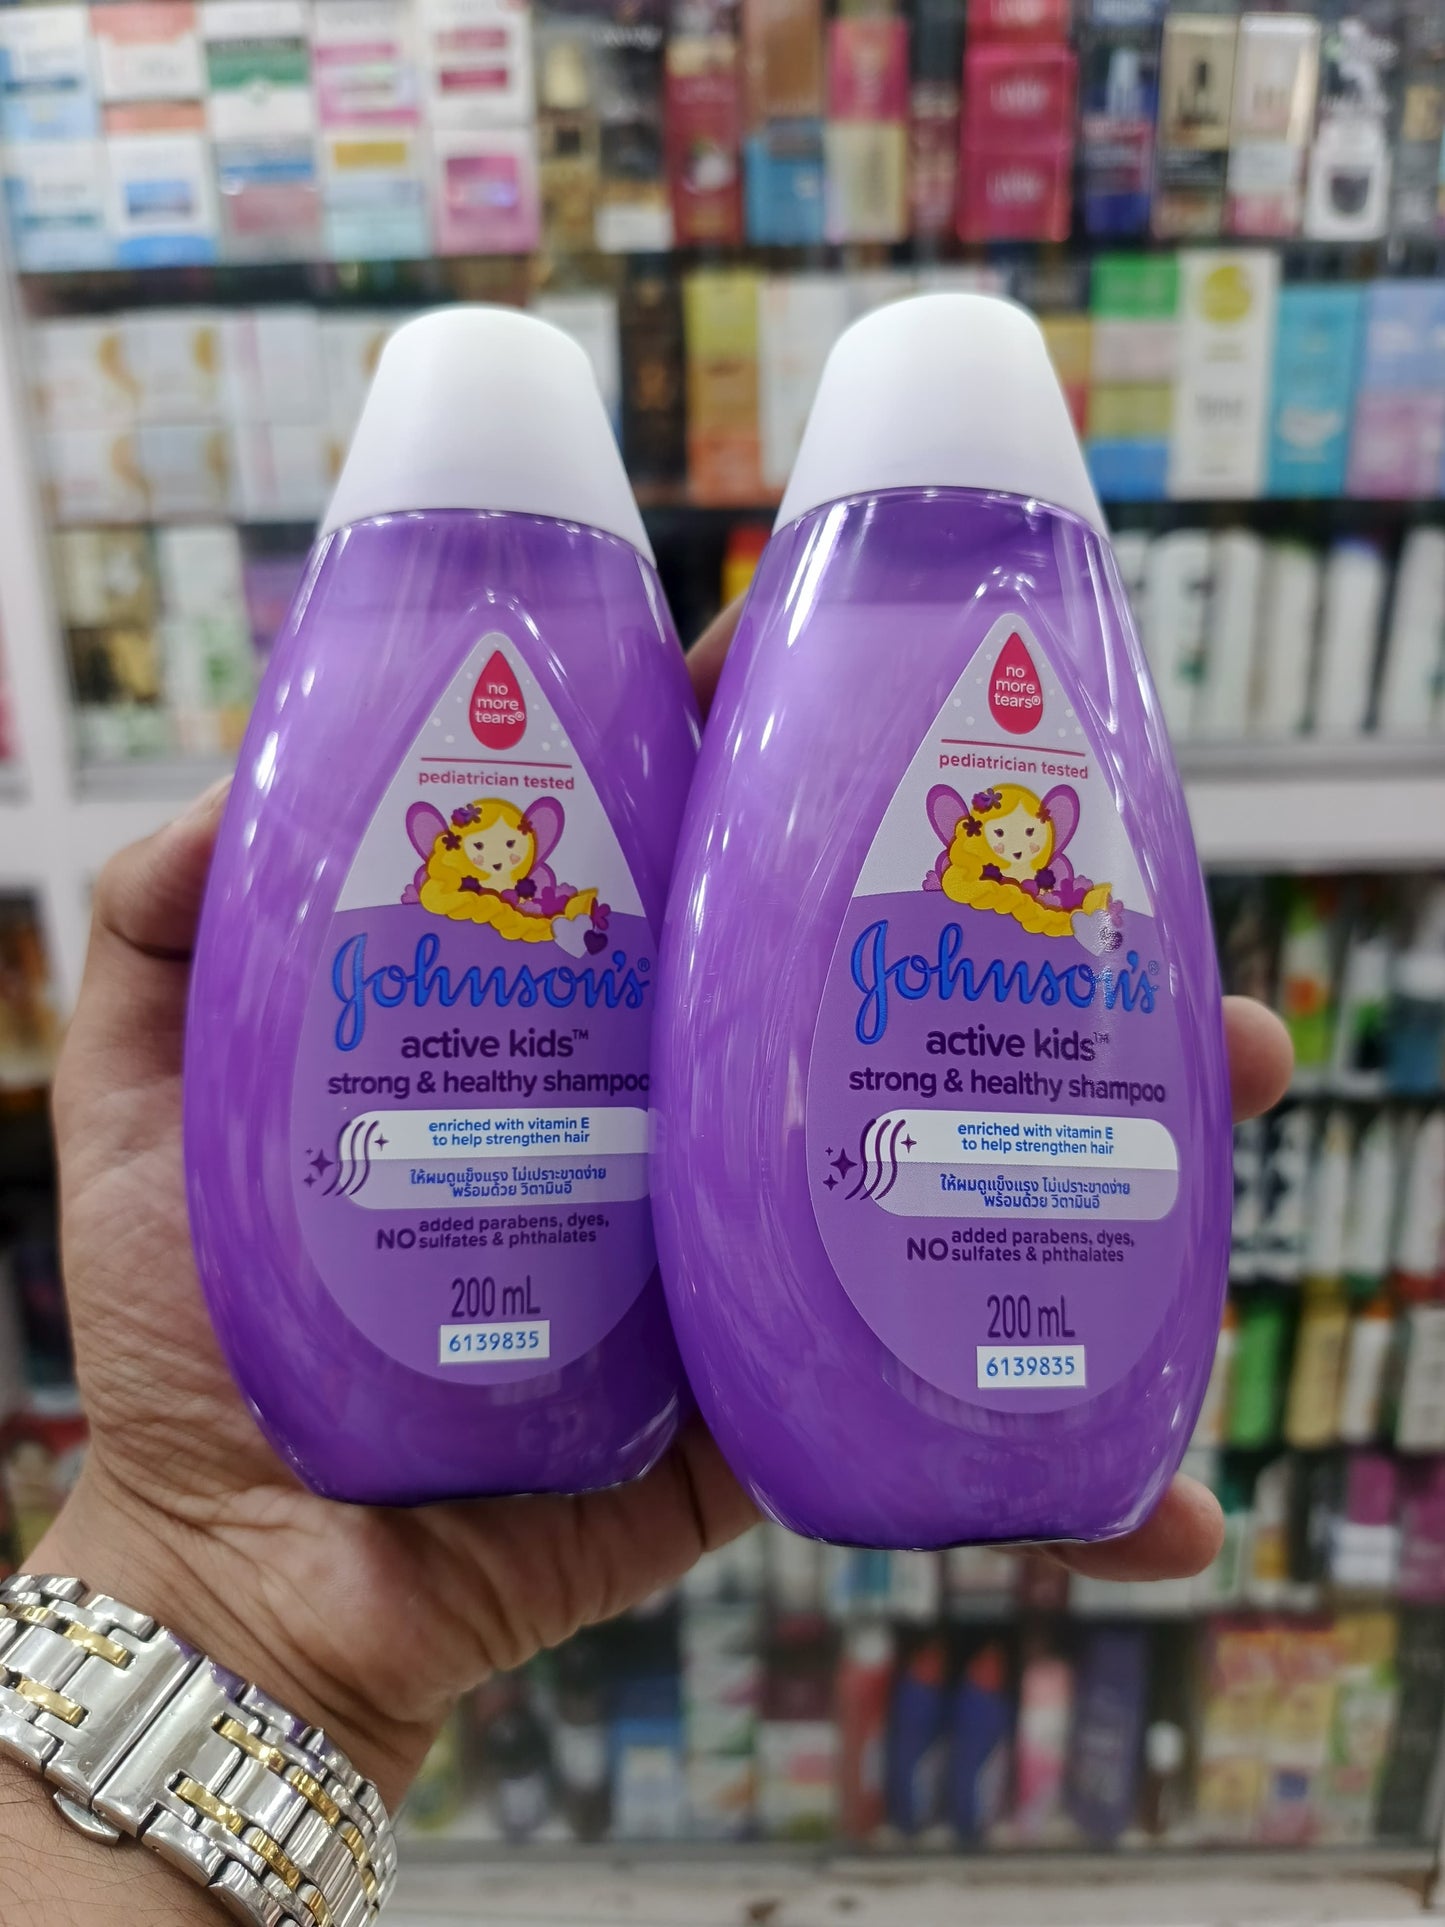 no
more
tears®
pediatrician tested
Johnson's®
active kids™
strong & healthy shampoo
enriched with vitamin E
to help strengthen hair
ให้ผมดูแข็งแรง ไม่เปราะขาดง่าย
พร้อมด้วย วิตามินอี
NO added parabens, dyes,
sulfates & phthalates
200 mL
6139835
no
more
tears®
pediatrician tested
Johnson's®
active kids™
strong & healthy shampoo
enriched with vitamin E
to help strengthen hair
ให้ผมดูแข็งแรง ไม่เปราะขาดง่าย
พร้อมด้วย วิตามินอี
NO added parabens, dyes,
sulfates & phthalates
200 mL
6139835